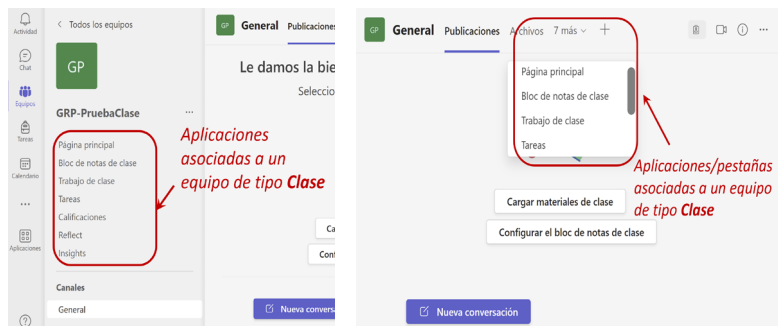 Actividad
Chat
Equipos
Tareas
Calendario
Aplicaciones
Todos los equipos
GP
GRP-PruebaClase
Página principal
Bloc de notas de clase
Trabajo de clase
Tareas
Calificaciones
Reflect
Insights
Canales
General
GP General Publicaciones
Le damos la bie
Seleccio
Aplicaciones
asociadas a un
equipo de tipo Clase
Ca
Cont
Nueva convers
GP General Publicaciones Archivos 7 más
Página principal
Bloc de notas de clase
Trabajo de clase
Tareas
Aplicaciones/pestañas
asociadas a un equipo
de tipo Clase
Cargar materiales de clase
Configurar el bloc de notas de clase
Nueva conversación